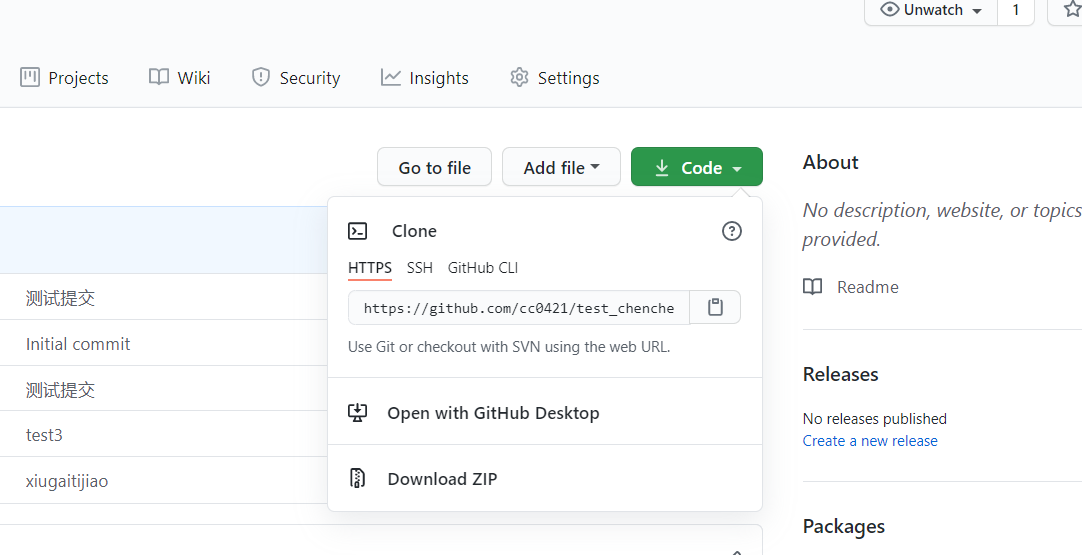 Unwatch 1
Projects Wiki Security Insights Settings
Go to file Add file Code
Clone
HTTPS SSH GitHub CLI
https://github.com/cc0421/test_chenche
Use Git or checkout with SVN using the web URL.
Open with GitHub Desktop
Download ZIP
测试提交
Initial commit
测试提交
test3
xiugaitijiao
About
No description, website, or topics
provided.
Readme
Releases
No releases published
Create a new release
Packages